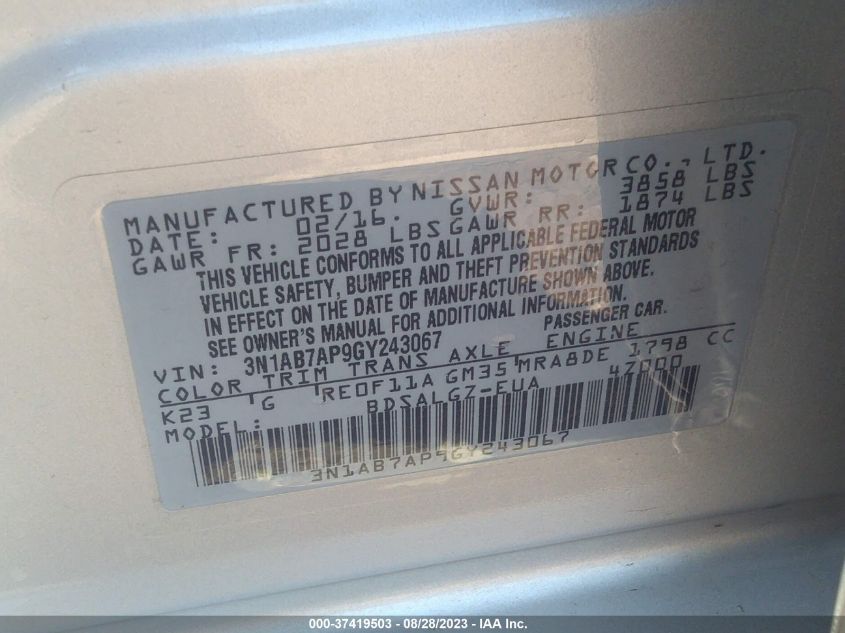 MANUFACTURED BY NISSAN MOTOR CO., LTD.
DATE: 02/16. GVWR: 3858 LBS
GAWR FR: 2028 LBS GAWR RR: 1874 LBS
THIS VEHICLE CONFORMS TO ALL APPLICABLE FEDERAL MOTOR
VEHICLE SAFETY, BUMPER AND THEFT PREVENTION STANDARDS
IN EFFECT ON THE DATE OF MANUFACTURE SHOWN ABOVE.
SEE OWNER'S MANUAL FOR ADDITIONAL INFORMATION.
VIN: 3N1AB7AP9GY243067 PASSENGER CAR.
COLOR TRIM TRANS AXLE ENGINE
K23 G RE0F11A GM35 MRA8DE 1798 CC
MODEL: BDSALGZ-EUA 47000
3N1AB7AP9GY243067
000-37419503 - 08/28/2023 - IAA Inc.